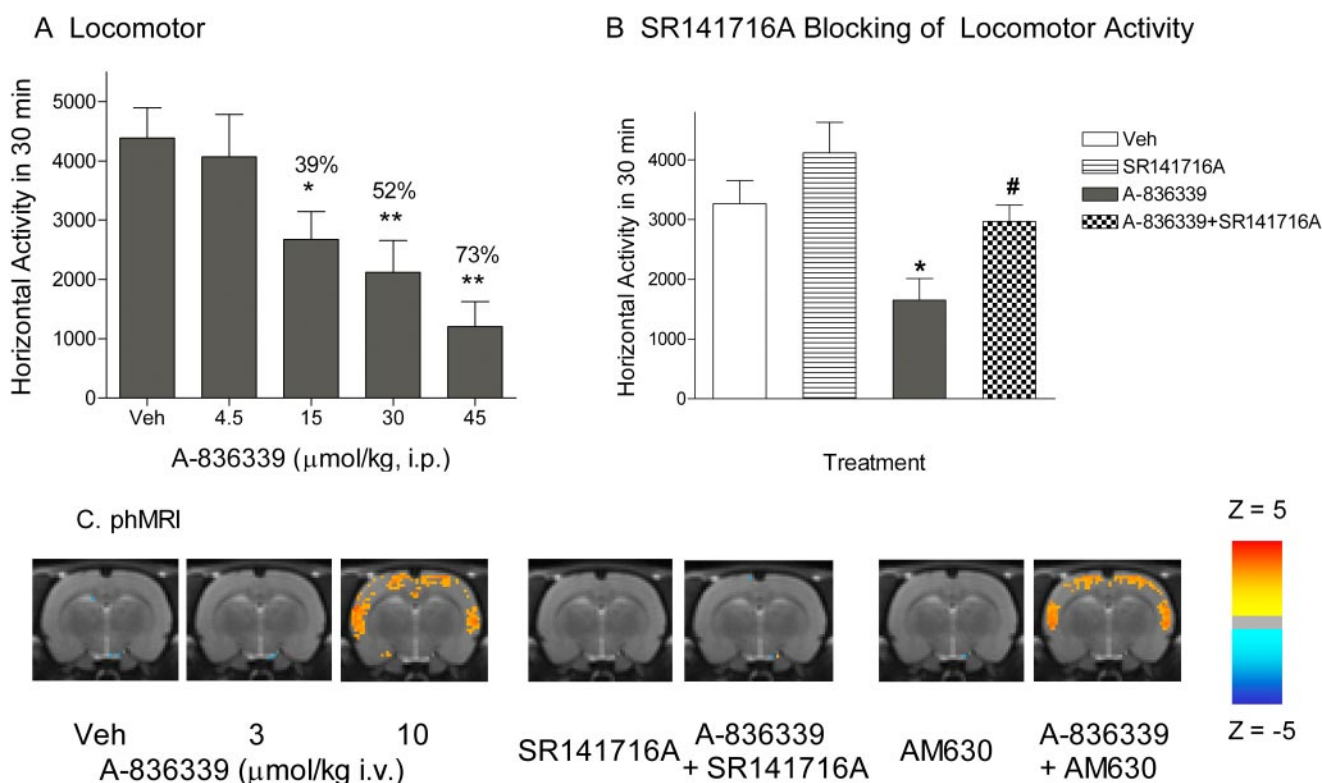 A Locomotor
Horizontal Activity in 30 min
5000
4000
3000
2000
1000
0
39%
*
52%
**
73%
**
Veh 4.5 15 30 45
A-836339 (μmol/kg, i.p.)
B SR141716A Blocking of Locomotor Activity
Horizontal Activity in 30 min
4000
3000
2000
1000
0
*
#
Veh
SR141716A
A-836339
A-836339+SR141716A
Treatment
C. phMRI
Z = 5
Z = -5
Veh 3 10
A-836339 (μmol/kg i.v.)
SR141716A
A-836339
+ SR141716A
AM630
A-836339
+ AM630